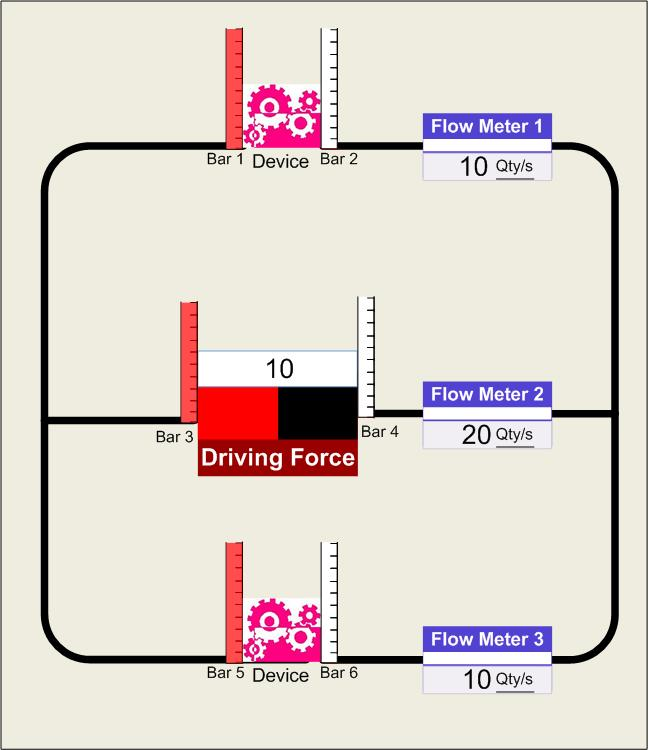 Flow Meter 1
10 Qty/s
Bar 1 Device Bar 2
10
Flow Meter 2
20 Qty/s
Bar 3
Bar 4
Driving Force
Flow Meter 3
10 Qty/s
Bar 5 Device Bar 6